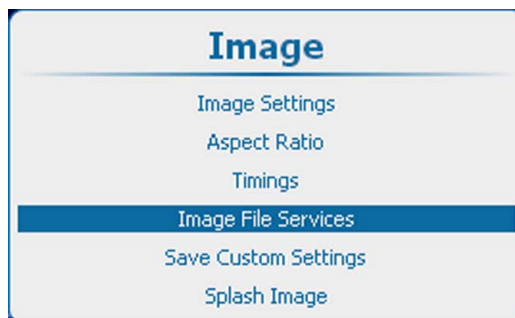 Image
Image Settings
Aspect Ratio
Timings
Image File Services
Save Custom Settings
Splash Image